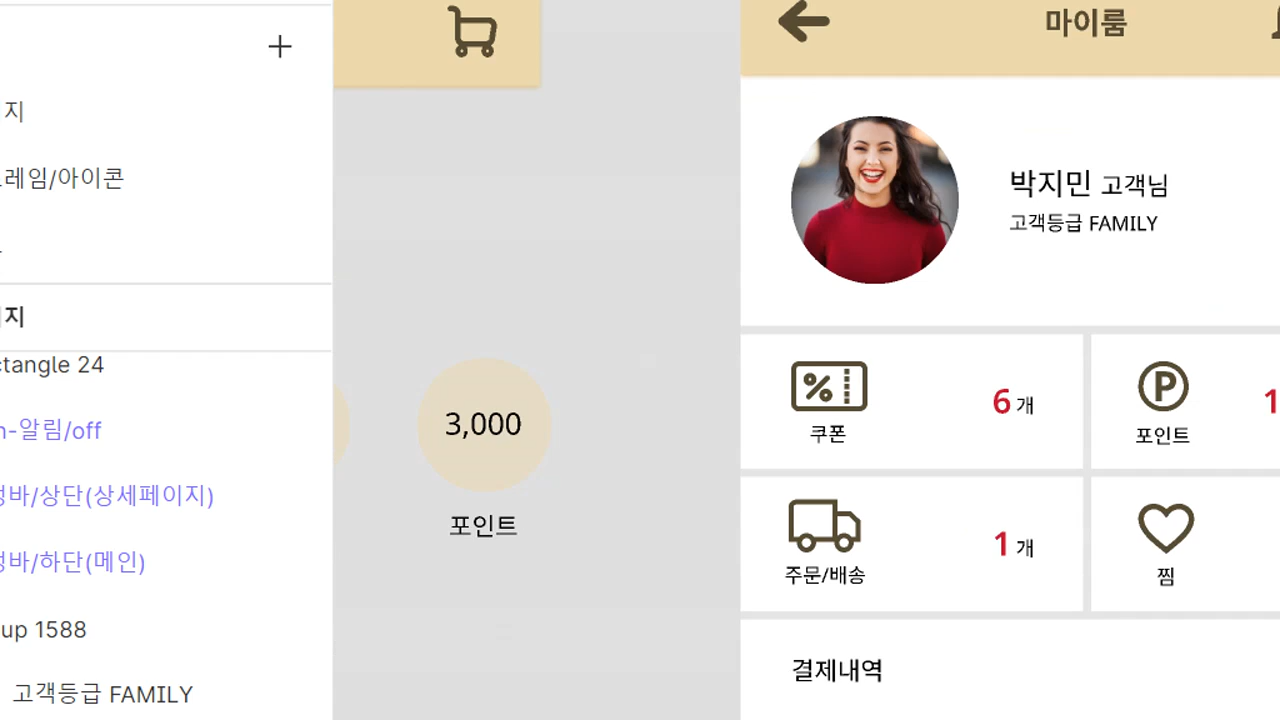 지
레임/아이콘
지
ctangle 24
-알림/off
바/상단(상세페이지)
바/하단(메인)
up 1588
고객등급 FAMILY
3,000
포인트
마이룸
박지민 고객님
고객등급 FAMILY
6 개
쿠폰
P
1
포인트
1 개
주문/배송
찜
결제내역